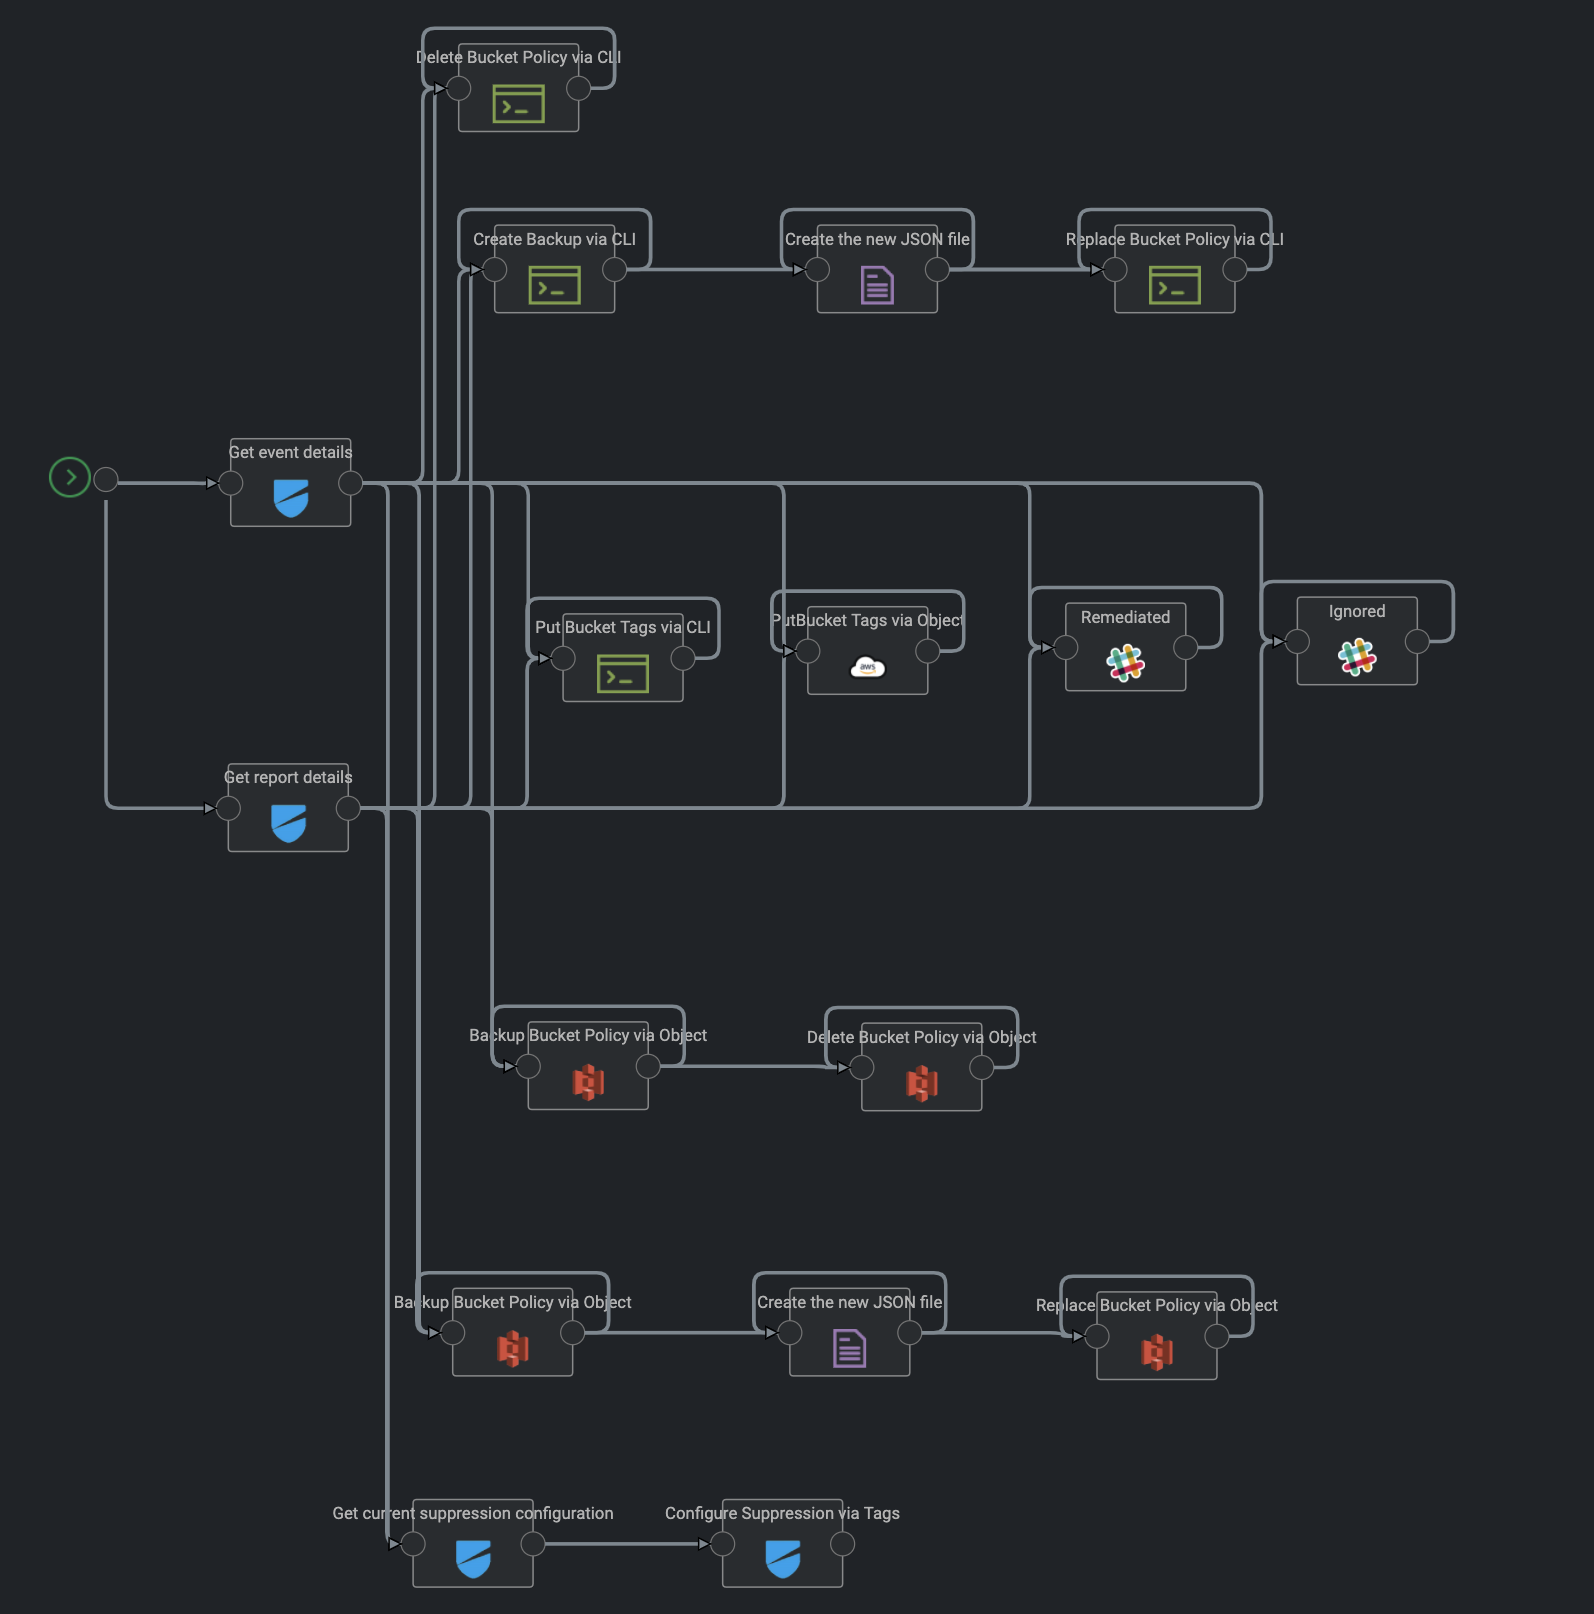 Delete Bucket Policy via CLI
Create Backup via CLI
Create the new JSON file
Replace Bucket Policy via CLI
Get event details
Put Bucket Tags via CLI
PutBucket Tags via Object
Remediated
Ignored
aws
Get report details
Backup Bucket Policy via Object
Delete Bucket Policy via Object
Backup Bucket Policy via Object
Create the new JSON file
Replace Bucket Policy via Object
Get current suppression configuration
Configure Suppression via Tags